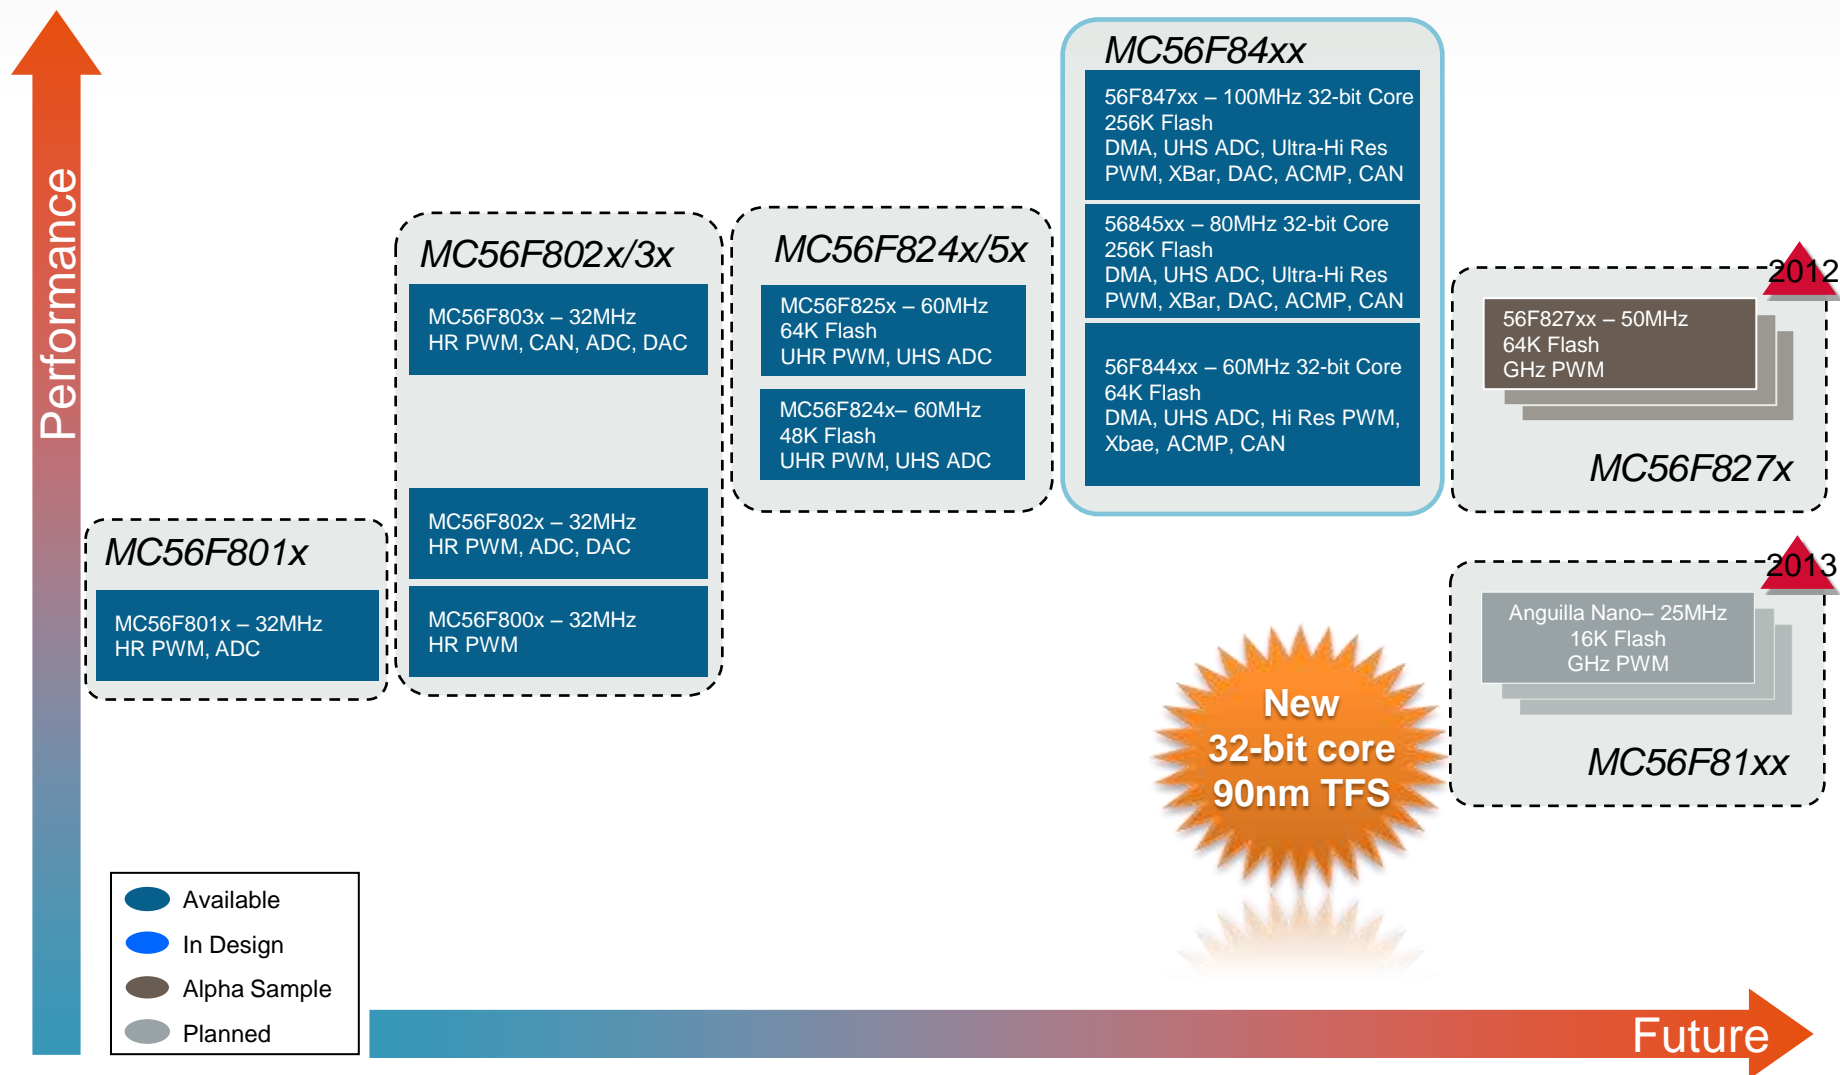 Performance
MC56F801x
MC56F801x – 32MHz
HR PWM, ADC
MC56F802x/3x
MC56F803x – 32MHz
HR PWM, CAN, ADC, DAC
MC56F802x – 32MHz
HR PWM, ADC, DAC
MC56F800x – 32MHz
HR PWM
MC56F824x/5x
MC56F825x – 60MHz
64K Flash
UHR PWM, UHS ADC
MC56F824x– 60MHz
48K Flash
UHR PWM, UHS ADC
MC56F84xx
56F847xx – 100MHz 32-bit Core
256K Flash
DMA, UHS ADC, Ultra-Hi Res
PWM, XBar, DAC, ACMP, CAN
56845xx – 80MHz 32-bit Core
256K Flash
DMA, UHS ADC, Ultra-Hi Res
PWM, XBar, DAC, ACMP, CAN
56F844xx – 60MHz 32-bit Core
64K Flash
DMA, UHS ADC, Hi Res PWM,
Xbae, ACMP, CAN
2012
56F827xx – 50MHz
64K Flash
GHz PWM
MC56F827x
2013
Anguilla Nano– 25MHz
16K Flash
GHz PWM
MC56F81xx
New
32-bit core
90nm TFS
Available
In Design
Alpha Sample
Planned
Future